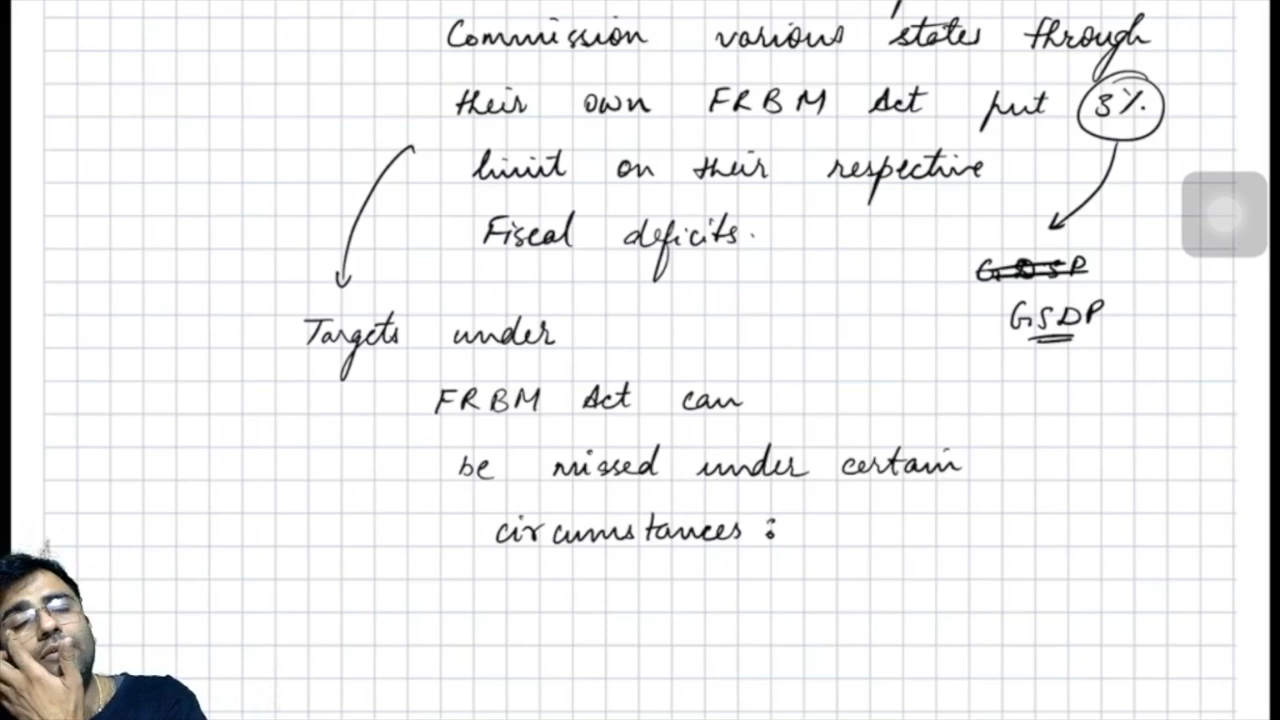 Commission various states through
their own FRBM Act put 3%
limit on their respective
Fiscal deficits.
GDSP
GSDP
Targets under
FRBM Act can
be missed under certain
circumstances :